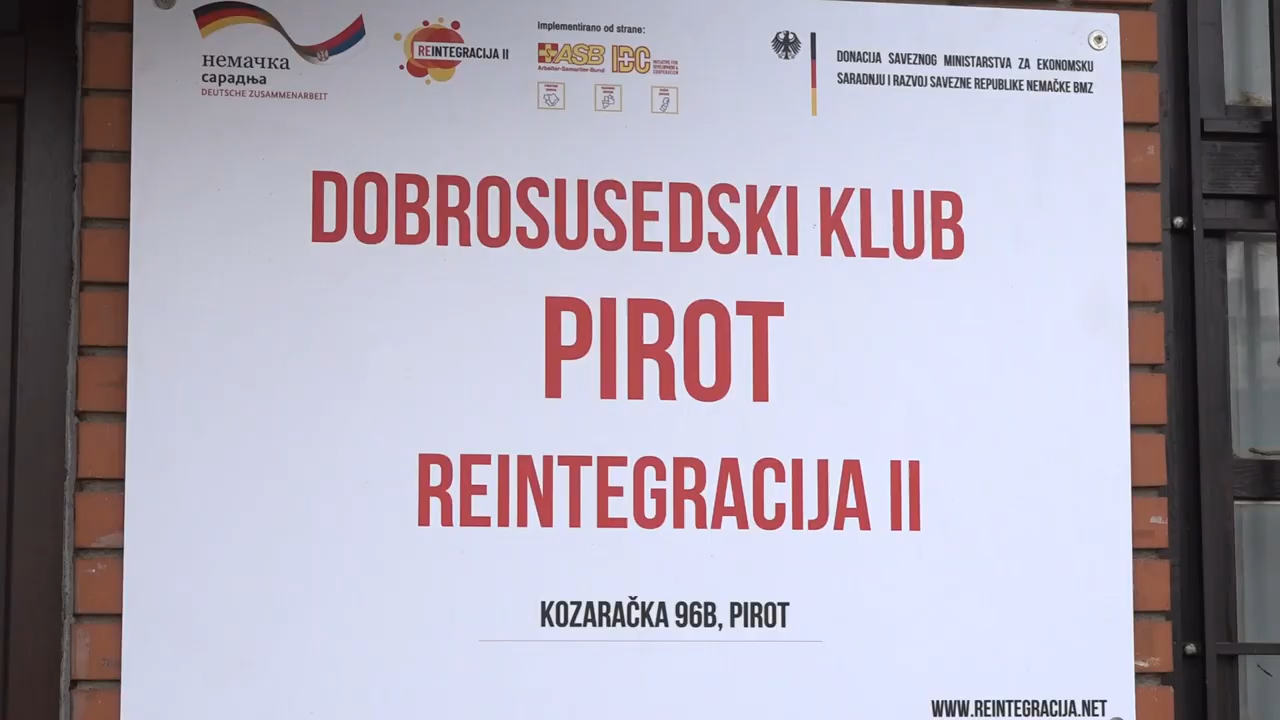 немачка
сарадња
DEUTSCHE ZUSAMMENARBEIT
REINTEGRACIJA II
Implementirano od strane:
ASB IDC
Arbeiter-Samariter-Bund
INITIATIVE FOR DEVELOPMENT & COOPERATION
DONACIJA SAVEZNOG MINISTARSTVA ZA EKONOMSKU
SARADNJU I RAZVOJ SAVEZNE REPUBLIKE NEMAČKE BMZ
DOBROSUSEDSKI KLUB
PIROT
REINTEGRACIJA II
KOZARAČKA 96B, PIROT
WWW.REINTEGRACIJA.NET